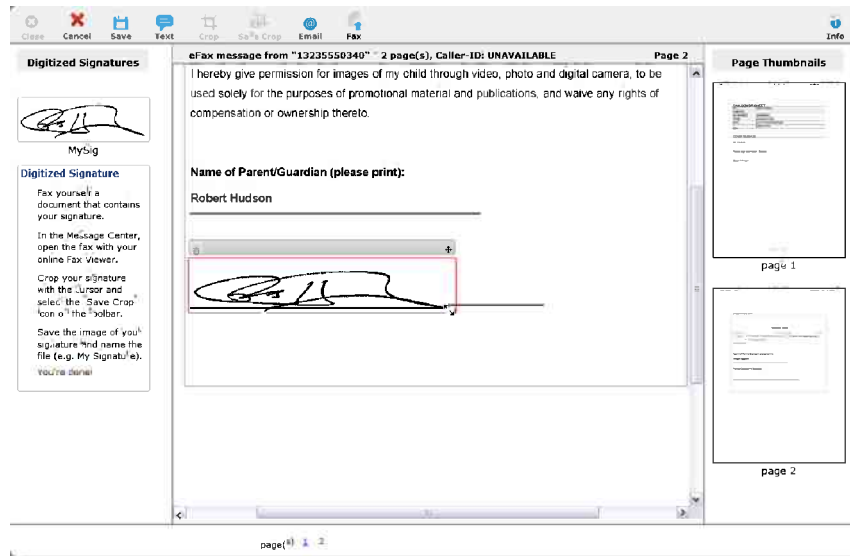 Close Cancel Save Text Crop Save Crop Email Fax Info
Digitized Signatures
MySig
Digitized Signature
Fax yourself a
document that contains
your signature.
In the Message Center,
open the fax with your
online Fax Viewer.
Crop your signature
with the cursor and
select the Save Crop
icon on the toolbar.
Save the image of your
signature and name the
file (e.g. My Signature).
You're done!
eFax message from "13235550340" - 2 page(s), Caller-ID: UNAVAILABLE Page 2
I hereby give permission for images of my child through video, photo and digital camera, to be
used solely for the purposes of promotional material and publications, and waive any rights of
compensation or ownership thereto.
Name of Parent/Guardian (please print):
Robert Hudson
Page Thumbnails
page 1
page 2
page(s) 1 2